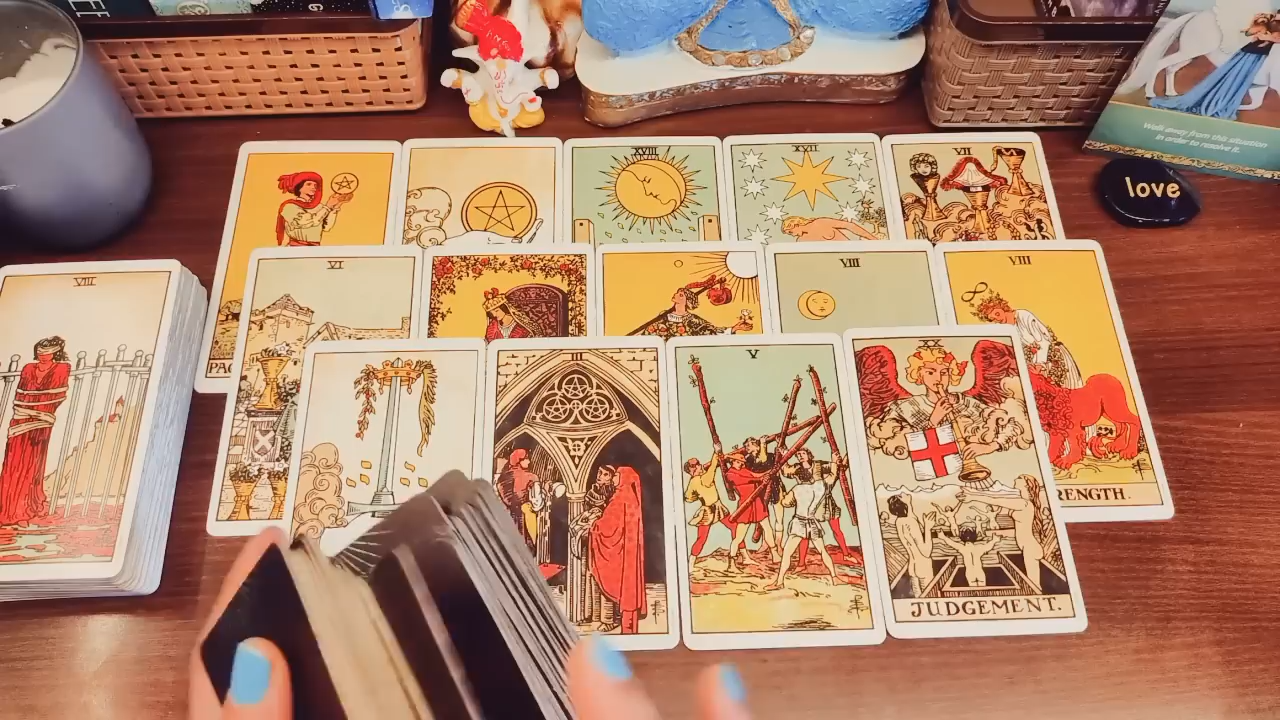 XVIII
XVII
VII
Walk away from this situation
in order to resolve it.
love
PAG
VI
VIII
VIII
VIII
RENGTH.
III
V
XX
JUDGEMENT.